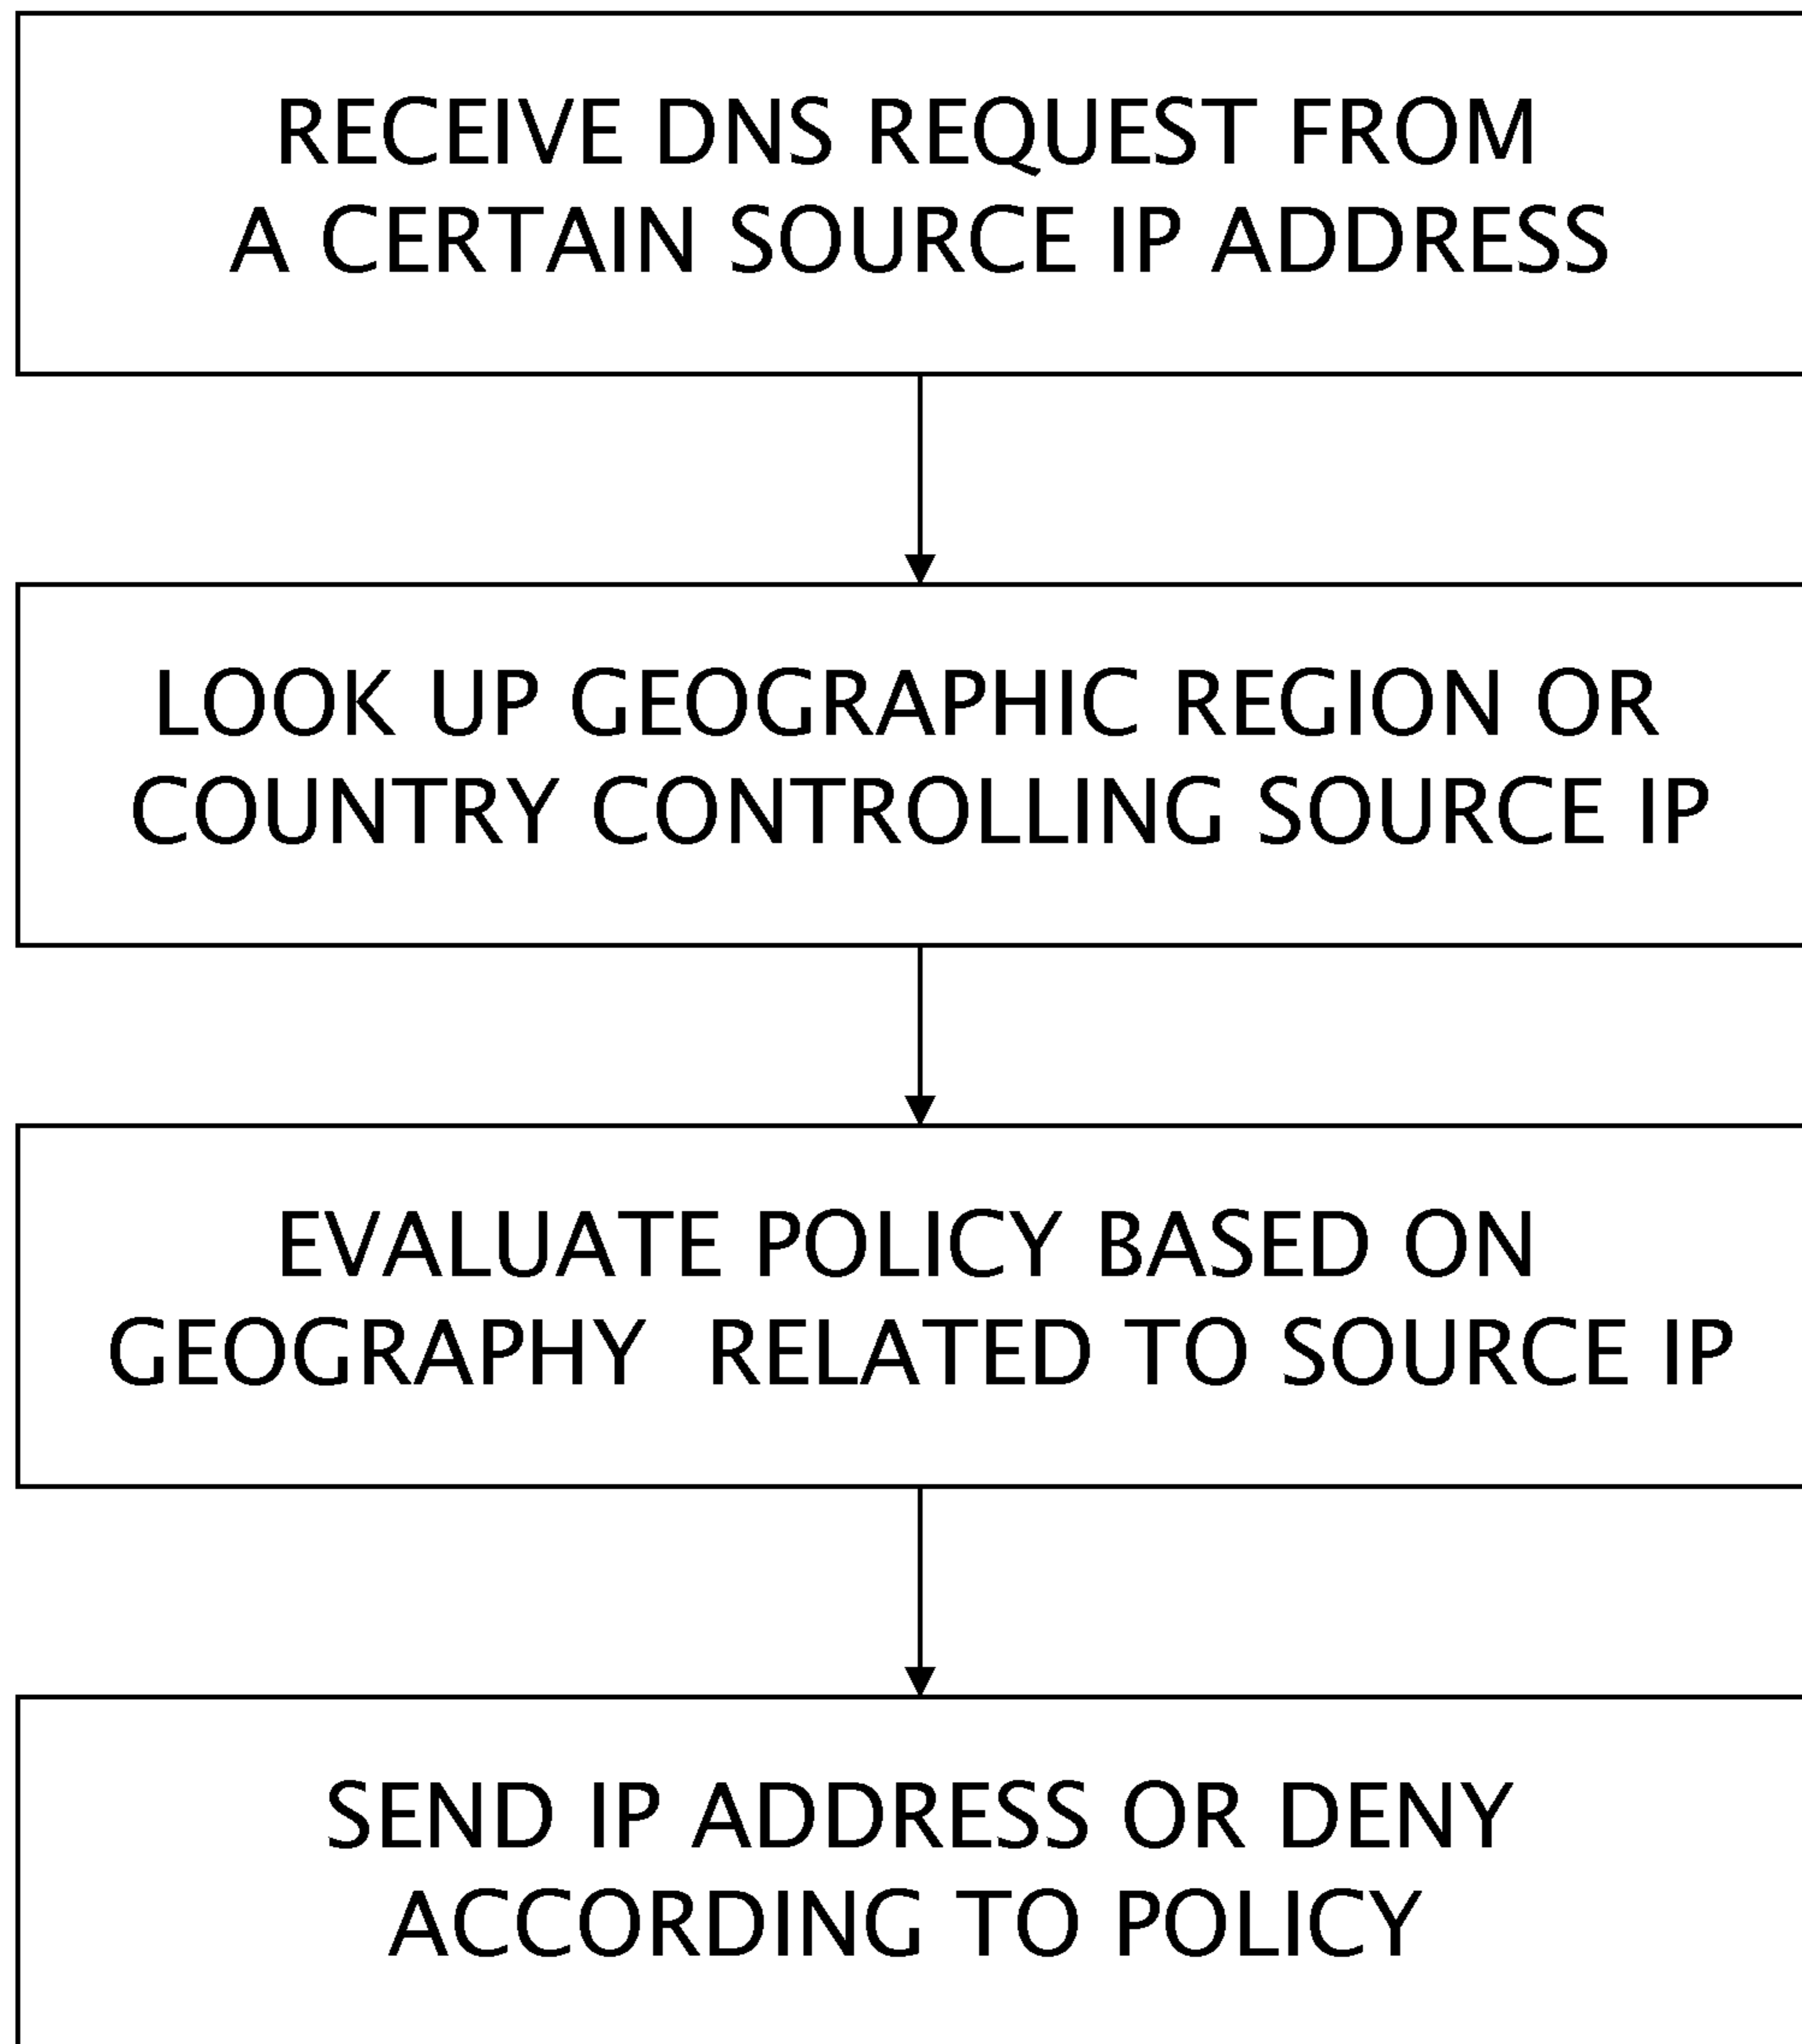 RECEIVE DNS REQUEST FROM
A CERTAIN SOURCE IP ADDRESS
LOOK UP GEOGRAPHIC REGION OR
COUNTRY CONTROLLING SOURCE IP
EVALUATE POLICY BASED ON
GEOGRAPHY RELATED TO SOURCE IP
SEND IP ADDRESS OR DENY
ACCORDING TO POLICY